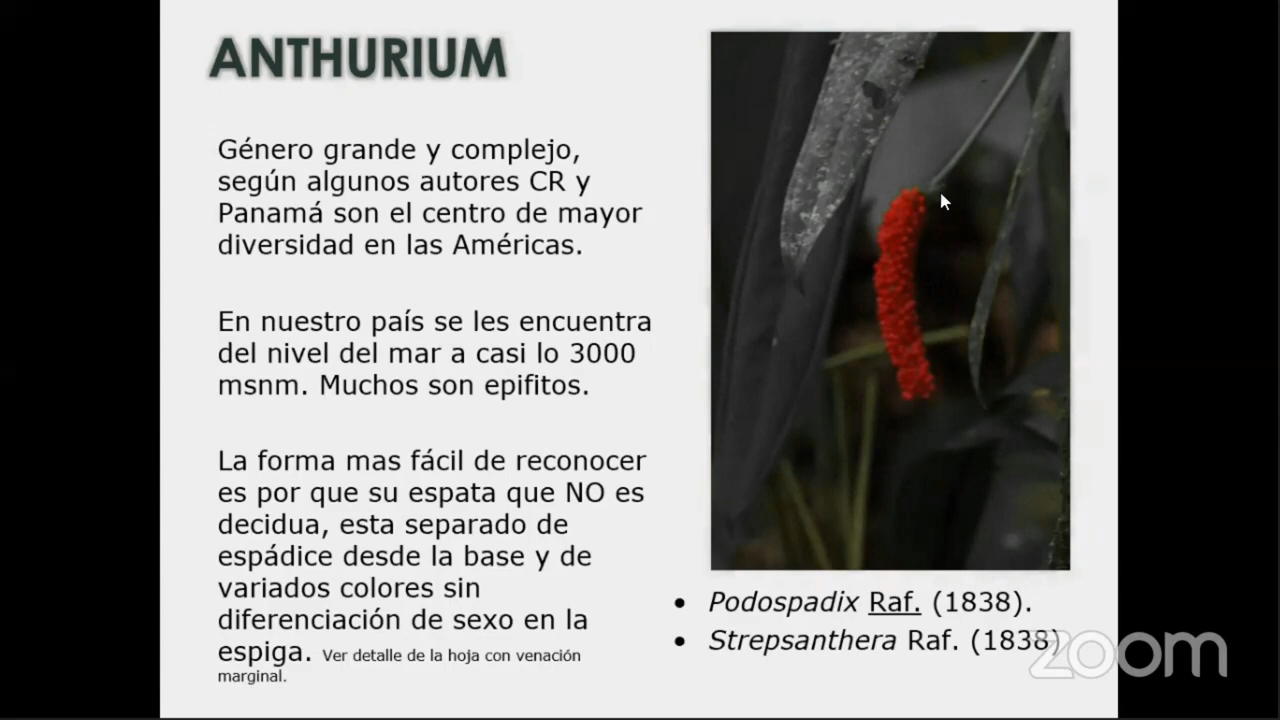 ANTHURIUM
Género grande y complejo,
según algunos autores CR y
Panamá son el centro de mayor
diversidad en las Américas.
En nuestro país se les encuentra
del nivel del mar a casi lo 3000
msnm. Muchos son epifitos.
La forma mas fácil de reconocer
es por que su espata que NO es
decidua, esta separado de
espádice desde la base y de
variados colores sin
diferenciación de sexo en la
espiga. Ver detalle de la hoja con venación
marginal.
• Podospadix Raf. (1838).
• Strepsanthera Raf. (1838)
zoom